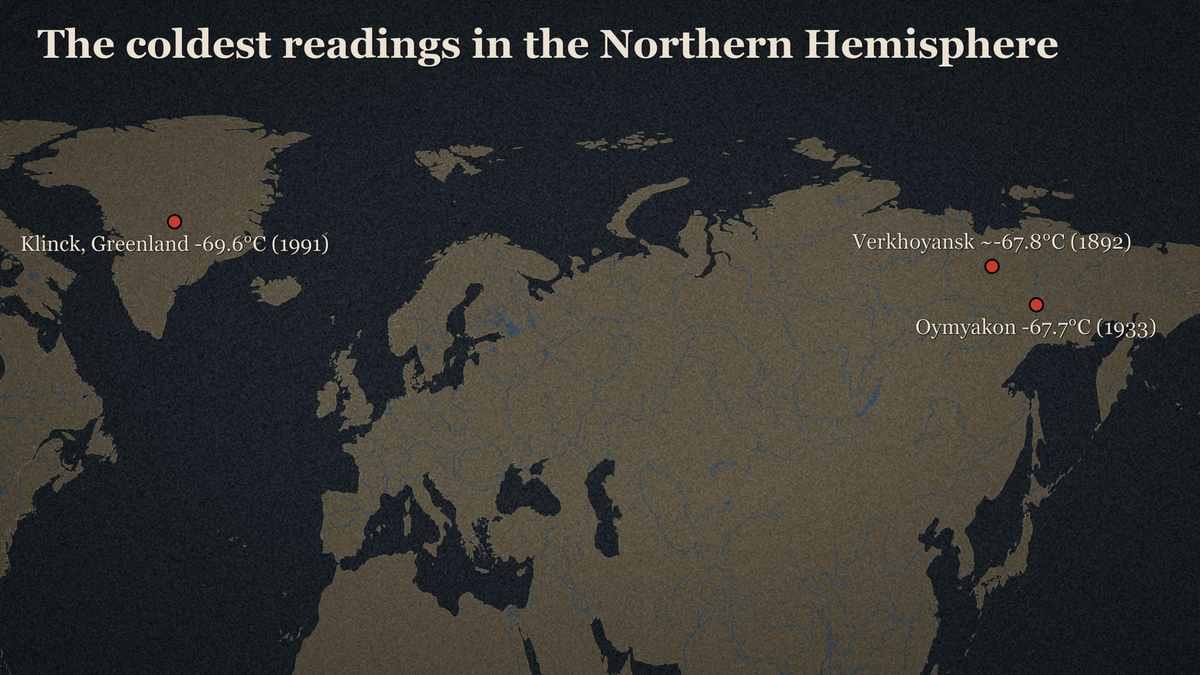 The coldest readings in the Northern Hemisphere
Verkhoyansk ~-67.8°C (1892)
Klinck, Greenland -69.6°C (1991)
Oymyakon -67.7°C (1933)